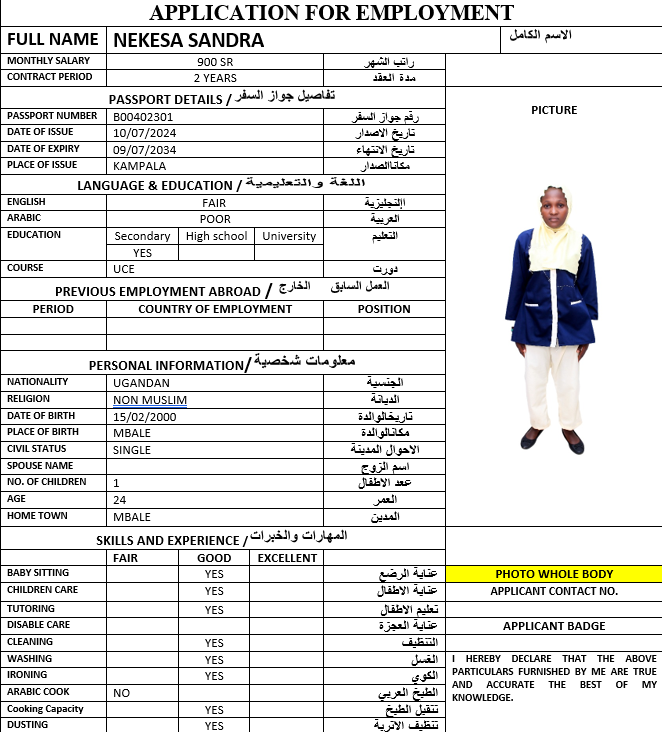 APPLICATION FOR EMPLOYMENT
FULL NAME NEKESA SANDRA الاسم الكامل
MONTHLY SALARY 900 SR راتب الشهر
CONTRACT PERIOD 2 YEARS مدة العقد
PASSPORT DETAILS / تفاصيل جواز السفر
PICTURE
PASSPORT NUMBER B00402301 رقم جواز السفر
DATE OF ISSUE 10/07/2024 تاريخ الاصدار
DATE OF EXPIRY 09/07/2034 تاريخ الانتهاء
PLACE OF ISSUE KAMPALA مكاناالصدار
LANGUAGE & EDUCATION / اللغة والتعليمية
ENGLISH FAIR اإلنجليزية
ARABIC POOR العربية
EDUCATION Secondary High school University التعليم
YES
COURSE UCE دورت
PREVIOUS EMPLOYMENT ABROAD / العمل السابق الخارج
PERIOD COUNTRY OF EMPLOYMENT POSITION
PERSONAL INFORMATION/ معلومات شخصية
NATIONALITY UGANDAN الجنسية
RELIGION NON MUSLIM الديانة
DATE OF BIRTH 15/02/2000 تاريخالوالدة
PLACE OF BIRTH MBALE مكانالوالدة
CIVIL STATUS SINGLE الاحوال المدينة
SPOUSE NAME اسم الزوج
NO. OF CHILDREN 1 عدد الاطفال
AGE 24 العمر
HOME TOWN MBALE المدين
SKILLS AND EXPERIENCE / المهارات والخبرات
FAIR GOOD EXCELLENT
BABY SITTING YES عناية الرضع
PHOTO WHOLE BODY
CHILDREN CARE YES عناية الاطفال
APPLICANT CONTACT NO.
TUTORING YES تعليم الاطفال
DISABLE CARE عناية العجزة
APPLICANT BADGE
CLEANING YES التنظيف
WASHING YES الغسل
IRONING YES الكوي
ARABIC COOK NO الطبخ العربي
Cooking Capacity YES تتقيل الطبخ
DUSTING YES تنظيف الاتربة
I HEREBY DECLARE THAT THE ABOVE
PARTICULARS FURNISHED BY ME ARE TRUE
AND ACCURATE THE BEST OF MY
KNOWLEDGE.